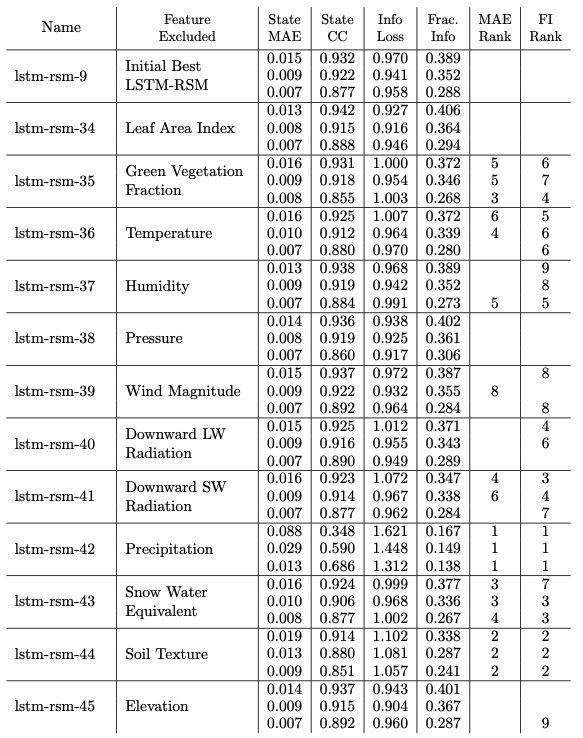 Name Feature Excluded State MAE State CC Info Loss Frac. Info MAE Rank FI Rank
lstm-rsm-9 Initial Best LSTM-RSM
0.015 0.932 0.970 0.389
0.009 0.922 0.941 0.352
0.007 0.877 0.958 0.288
lstm-rsm-34 Leaf Area Index
0.013 0.942 0.927 0.406
0.008 0.915 0.916 0.364
0.007 0.888 0.946 0.294
lstm-rsm-35 Green Vegetation Fraction
0.016 0.931 1.000 0.372 5 6
0.009 0.918 0.954 0.346 5 7
0.008 0.855 1.003 0.268 3 4
lstm-rsm-36 Temperature
0.016 0.925 1.007 0.372 6 5
0.010 0.912 0.964 0.339 4 6
0.007 0.880 0.970 0.280 6
lstm-rsm-37 Humidity
0.013 0.938 0.968 0.389 9
0.009 0.919 0.942 0.352 8
0.007 0.884 0.991 0.273 5 5
lstm-rsm-38 Pressure
0.014 0.936 0.938 0.402
0.008 0.919 0.925 0.361
0.007 0.860 0.917 0.306
lstm-rsm-39 Wind Magnitude
0.015 0.937 0.972 0.387 8
0.009 0.922 0.932 0.355 8
0.007 0.892 0.964 0.284 8
lstm-rsm-40 Downward LW Radiation
0.015 0.925 1.012 0.371 4
0.009 0.916 0.955 0.343 6
0.007 0.890 0.949 0.289
lstm-rsm-41 Downward SW Radiation
0.016 0.923 1.072 0.347 4 3
0.009 0.914 0.967 0.338 6 4
0.007 0.877 0.962 0.284 7
lstm-rsm-42 Precipitation
0.088 0.348 1.621 0.167 1 1
0.029 0.590 1.448 0.149 1 1
0.013 0.686 1.312 0.138 1 1
lstm-rsm-43 Snow Water Equivalent
0.016 0.924 0.999 0.377 3 7
0.010 0.906 0.968 0.336 3 3
0.008 0.877 1.002 0.267 4 3
lstm-rsm-44 Soil Texture
0.019 0.914 1.102 0.338 2 2
0.013 0.880 1.081 0.287 2 2
0.009 0.851 1.057 0.241 2 2
lstm-rsm-45 Elevation
0.014 0.937 0.943 0.401
0.009 0.915 0.904 0.367
0.007 0.892 0.960 0.287 9